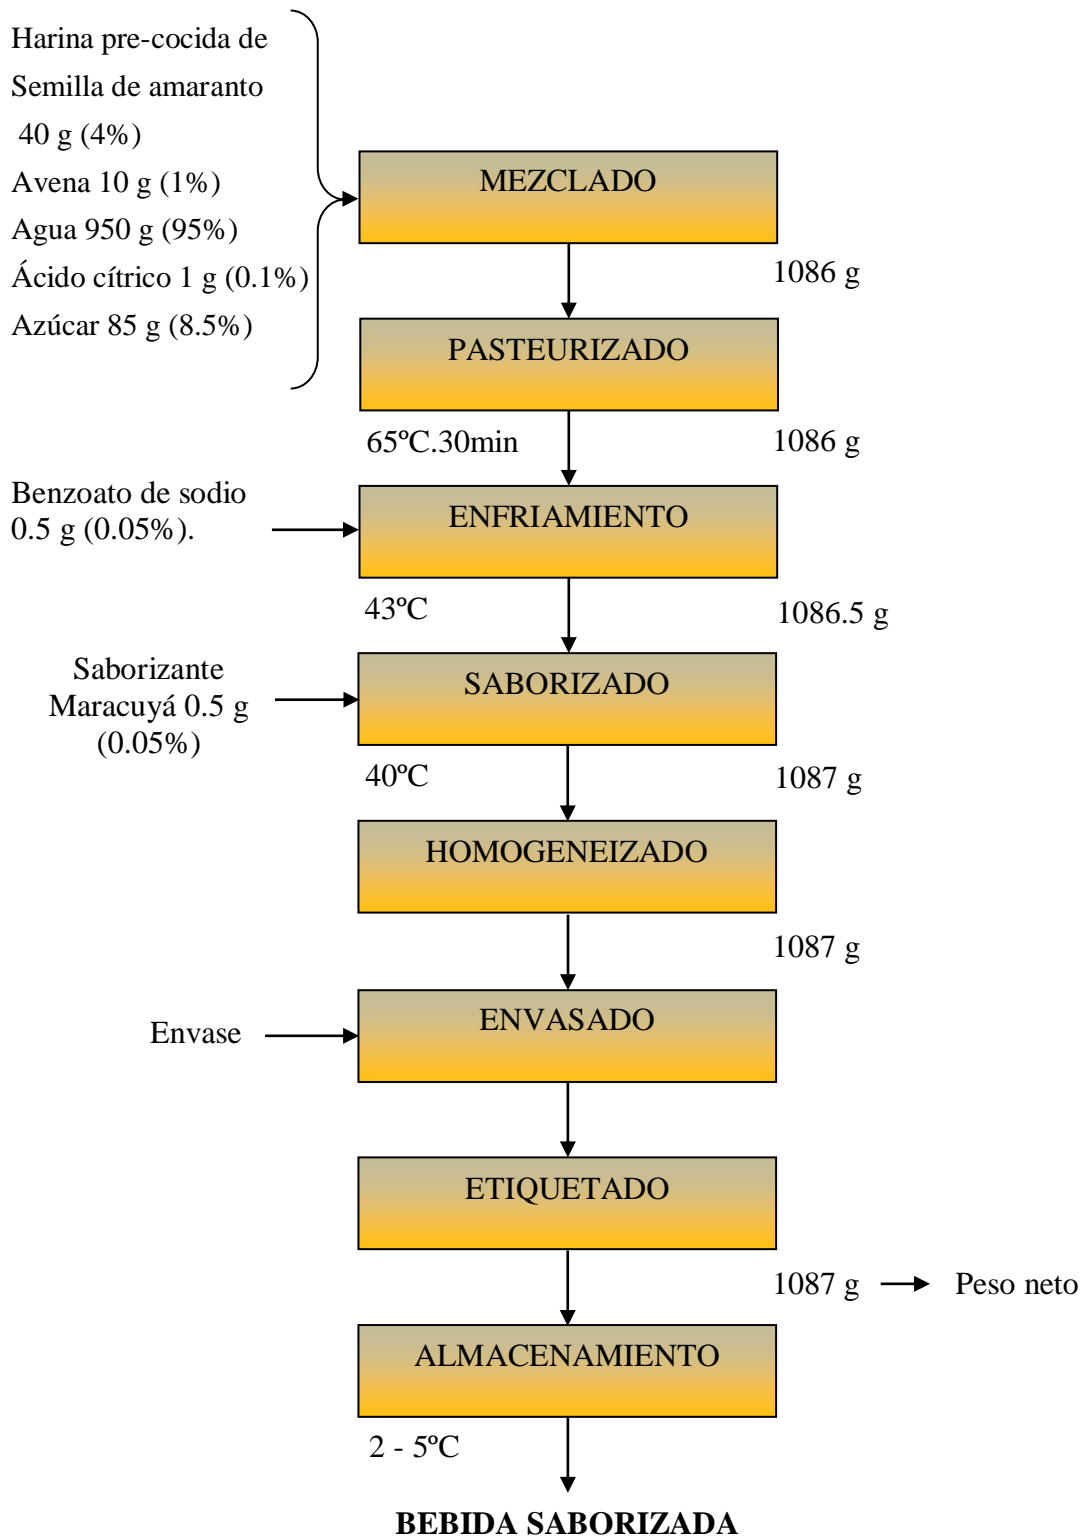 Harina pre-cocida de
Semilla de amaranto
40 g (4%)
Avena 10 g (1%)
Agua 950 g (95%)
Ácido cítrico 1 g (0.1%)
Azúcar 85 g (8.5%)
MEZCLADO
1086 g
PASTEURIZADO
65ºC.30min
1086 g
Benzoato de sodio
0.5 g (0.05%).
ENFRIAMIENTO
43ºC
1086.5 g
Saborizante
Maracuyá 0.5 g
(0.05%)
SABORIZADO
40ºC
1087 g
HOMOGENEIZADO
1087 g
Envase
ENVASADO
ETIQUETADO
1087 g
Peso neto
ALMACENAMIENTO
2 - 5ºC
BEBIDA SABORIZADA